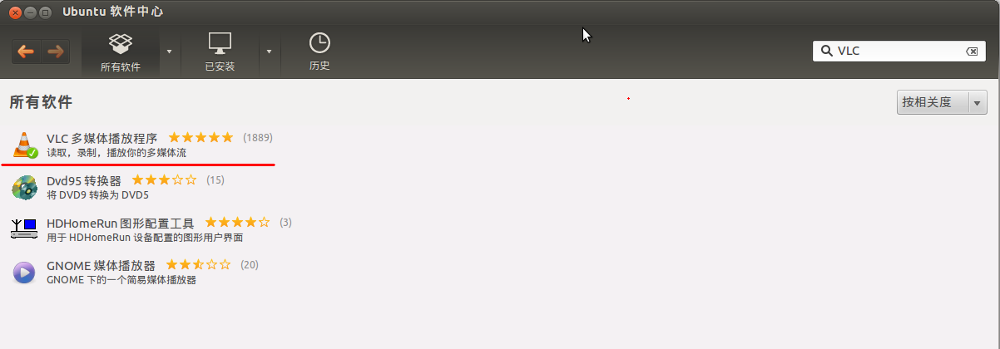 Ubuntu 软件中心
所有软件
已安装
历史
VLC
所有软件
按相关度
VLC 多媒体播放程序 (1889)
读取，录制，播放你的多媒体流
Dvd95 转换器 (15)
将 DVD9 转换为 DVD5
HDHomeRun 图形配置工具 (3)
用于 HDHomeRun 设备配置的图形用户界面
GNOME 媒体播放器 (20)
GNOME 下的一个简易媒体播放器